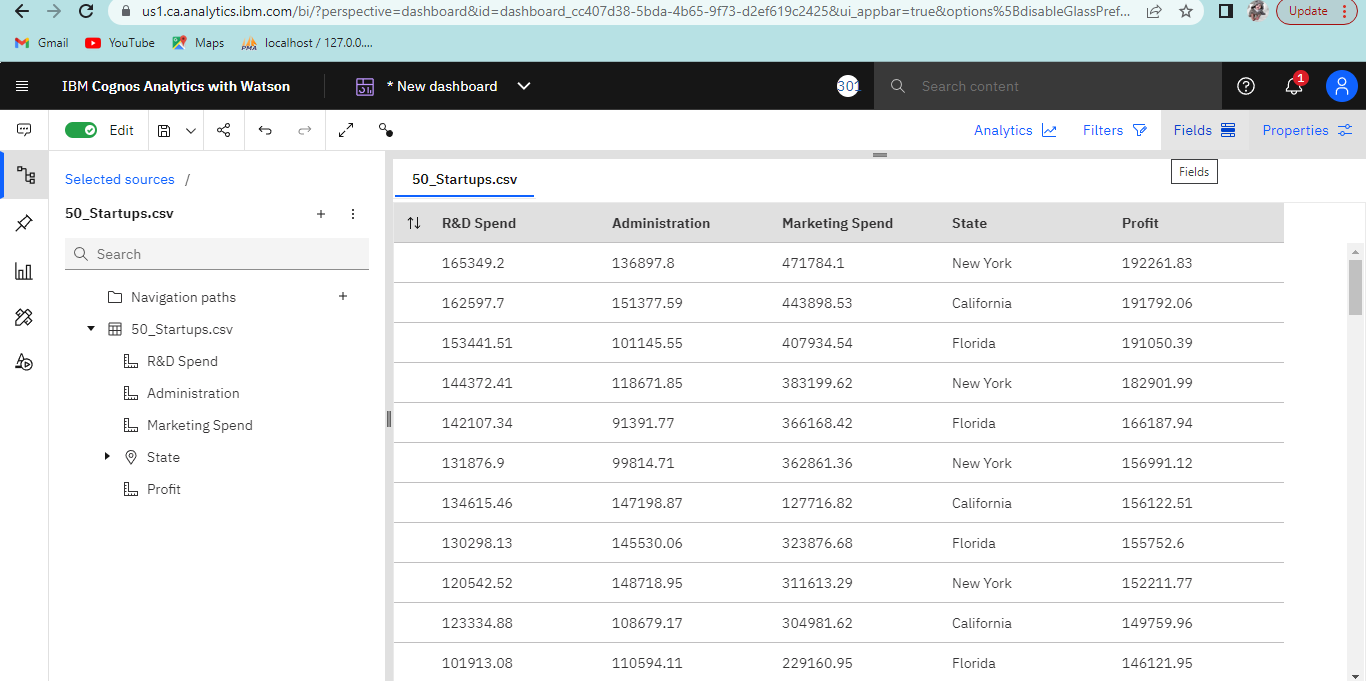 us1.ca.analytics.ibm.com/bi/?perspective=dashboard&id=dashboard_cc407d38-5bda-4b65-9f73-d2ef619c2425&ui_appbar=true&options%5BdisableGlassPref...
Update
Gmail YouTube Maps PMA localhost / 127.0.0....
IBM Cognos Analytics with Watson * New dashboard 301 Search content 1
Edit Analytics Filters Fields Properties
Fields
Selected sources /
50_Startups.csv
Search
Navigation paths
50_Startups.csv
R&D Spend
Administration
Marketing Spend
State
Profit
50_Startups.csv
R&D Spend Administration Marketing Spend State Profit
165349.2 136897.8 471784.1 New York 192261.83
162597.7 151377.59 443898.53 California 191792.06
153441.51 101145.55 407934.54 Florida 191050.39
144372.41 118671.85 383199.62 New York 182901.99
142107.34 91391.77 366168.42 Florida 166187.94
131876.9 99814.71 362861.36 New York 156991.12
134615.46 147198.87 127716.82 California 156122.51
130298.13 145530.06 323876.68 Florida 155752.6
120542.52 148718.95 311613.29 New York 152211.77
123334.88 108679.17 304981.62 California 149759.96
101913.08 110594.11 229160.95 Florida 146121.95